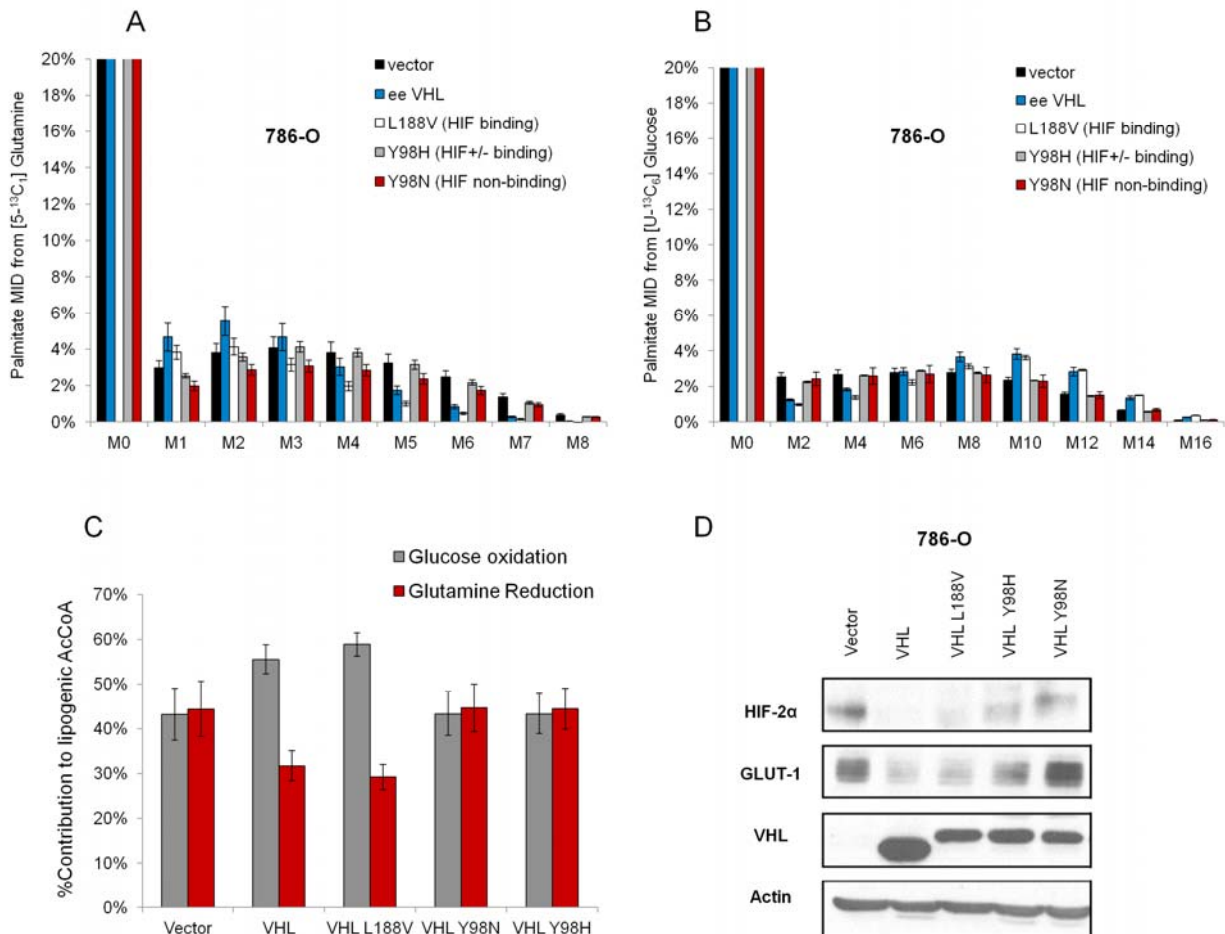 A
Palmitate MID from [5-¹³C₁] Glutamine
20%
18%
16%
14%
12%
10%
8%
6%
4%
2%
0%
786-O
vector
ee VHL
L188V (HIF binding)
Y98H (HIF+/- binding)
Y98N (HIF non-binding)
M0 M1 M2 M3 M4 M5 M6 M7 M8
B
Palmitate MID from [U-¹³C₆] Glucose
20%
18%
16%
14%
12%
10%
8%
6%
4%
2%
0%
786-O
vector
ee VHL
L188V (HIF binding)
Y98H (HIF+/- binding)
Y98N (HIF non-binding)
M0 M2 M4 M6 M8 M10 M12 M14 M16
C
Glucose oxidation
Glutamine Reduction
%Contribution to lipogenic AcCoA
70%
60%
50%
40%
30%
20%
10%
0%
Vector VHL VHL L188V VHL Y98N VHL Y98H
D
786-O
Vector
VHL
VHL L188V
VHL Y98H
VHL Y98N
HIF-2α
GLUT-1
VHL
Actin